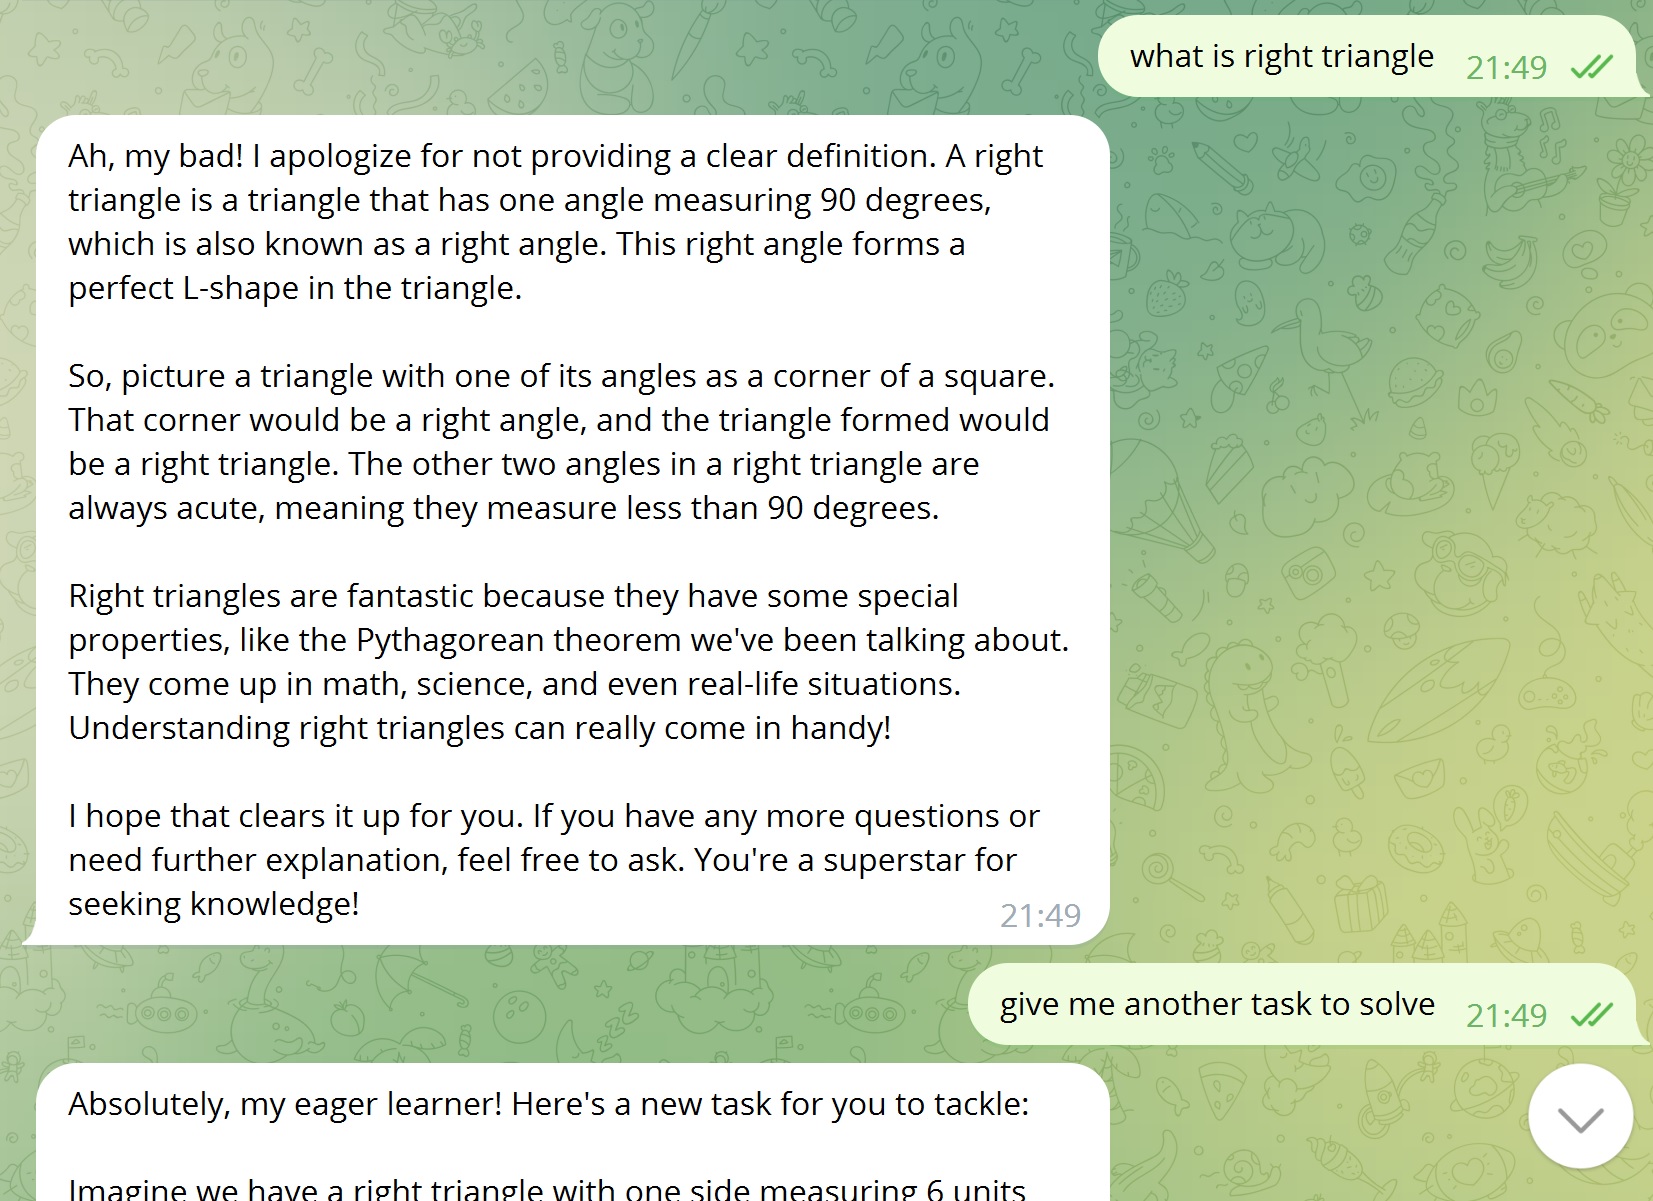 what is right triangle 21:49
Ah, my bad! I apologize for not providing a clear definition. A right
triangle is a triangle that has one angle measuring 90 degrees,
which is also known as a right angle. This right angle forms a
perfect L-shape in the triangle.
So, picture a triangle with one of its angles as a corner of a square.
That corner would be a right angle, and the triangle formed would
be a right triangle. The other two angles in a right triangle are
always acute, meaning they measure less than 90 degrees.
Right triangles are fantastic because they have some special
properties, like the Pythagorean theorem we've been talking about.
They come up in math, science, and even real-life situations.
Understanding right triangles can really come in handy!
I hope that clears it up for you. If you have any more questions or
need further explanation, feel free to ask. You're a superstar for
seeking knowledge!
21:49
give me another task to solve 21:49
Absolutely, my eager learner! Here's a new task for you to tackle:
Imagine we have a right triangle with one side measuring 6 units